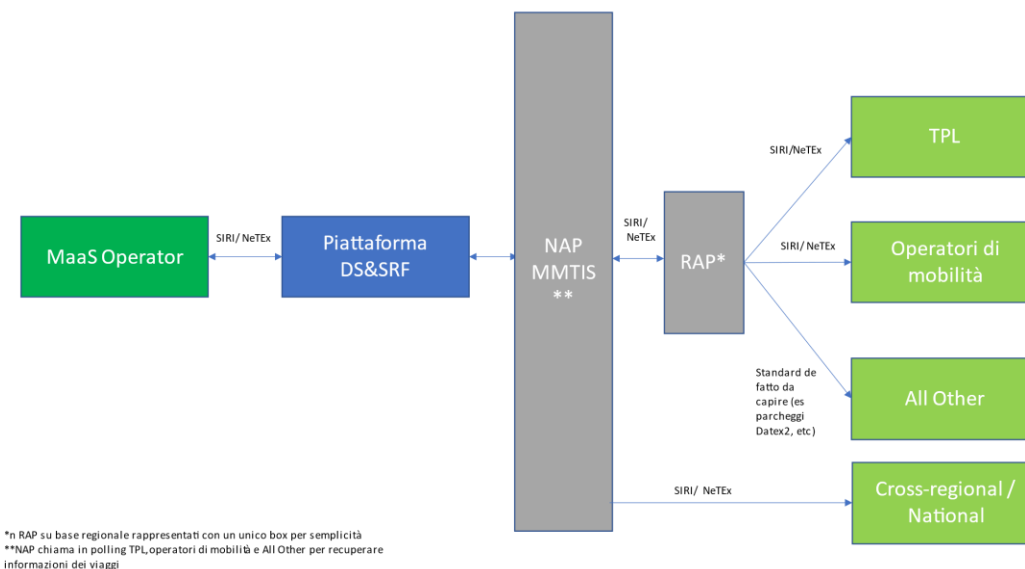 TPL
SIRI/NeTEx
MaaS Operator
SIRI/ NeTEx
Piattaforma
DS&SRF
NAP
MMTIS
**
SIRI/
NeTEx
RAP*
SIRI/ NeTEx
Operatori di
mobilità
Standard de
fatto da
capire (es
parcheggi
Datex2, etc)
All Other
SIRI/ NeTEx
Cross-regional /
National
*n RAP su base regionale rappresentati con un unico box per semplicità
**NAP chiama in polling TPL,operatori di mobilità e All Other per recuperare
informazioni dei viaggi